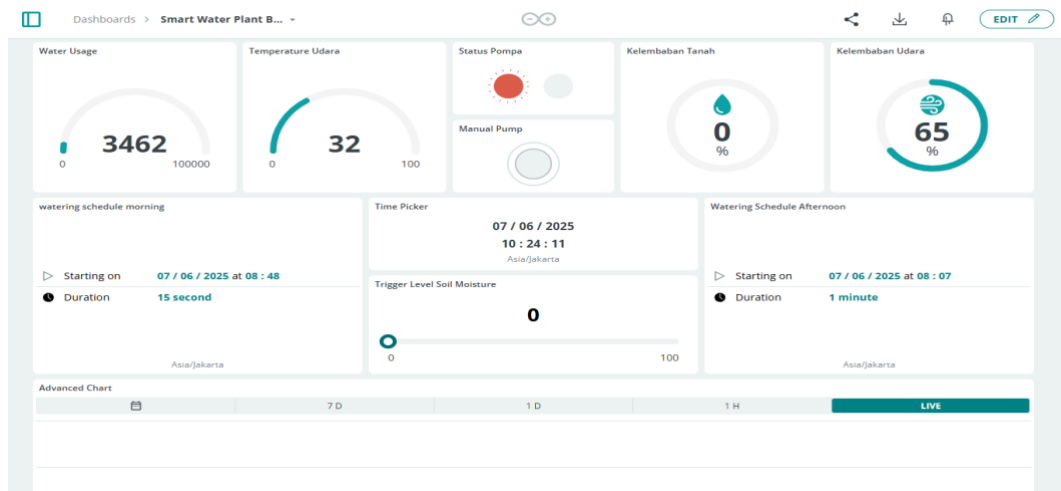 Dashboards > Smart Water Plant B...
EDIT
Water Usage
3462
0
100000
Temperature Udara
32
0
100
Status Pompa
Manual Pump
Kelembaban Tanah
0
%
Kelembaban Udara
65
%
watering schedule morning
Starting on 07 / 06 / 2025 at 08 : 48
Duration 15 second
Asia/Jakarta
Time Picker
07 / 06 / 2025
10 : 24 : 11
Asia/Jakarta
Trigger Level Soil Moisture
0
0
100
Watering Schedule Afternoon
Starting on 07 / 06 / 2025 at 08 : 07
Duration 1 minute
Asia/Jakarta
Advanced Chart
7 D
1 D
1 H
LIVE